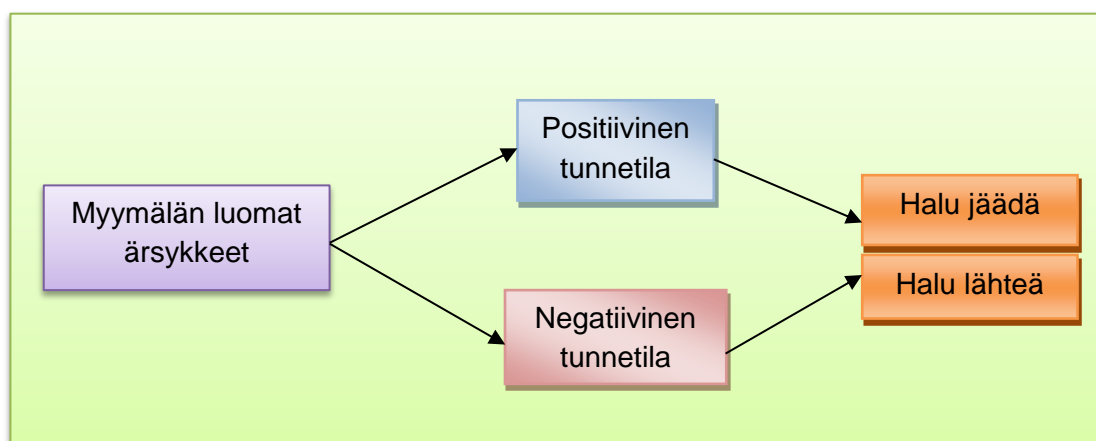 Myymälän luomat
ärsykkeet
Positiivinen
tunnetila
Negatiivinen
tunnetila
Halu jäädä
Halu lähteä